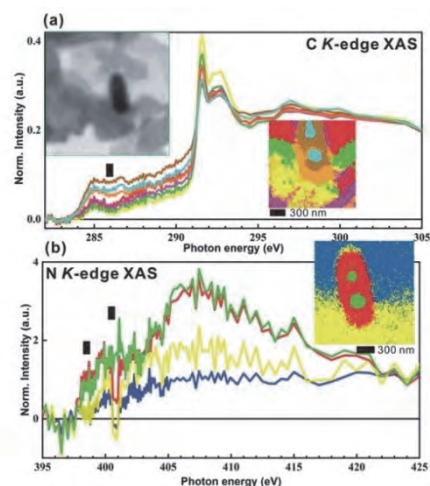 (a)
C K-edge XAS
Norm. Intensity (a.u.)
0.4
0.2
0.0
300 nm
285
290
295
300
305
Photon energy (eV)
(b)
N K-edge XAS
Norm. Intensity (a.u.)
4
2
0
300 nm
395
400
405
410
415
420
425
Photon energy (eV)